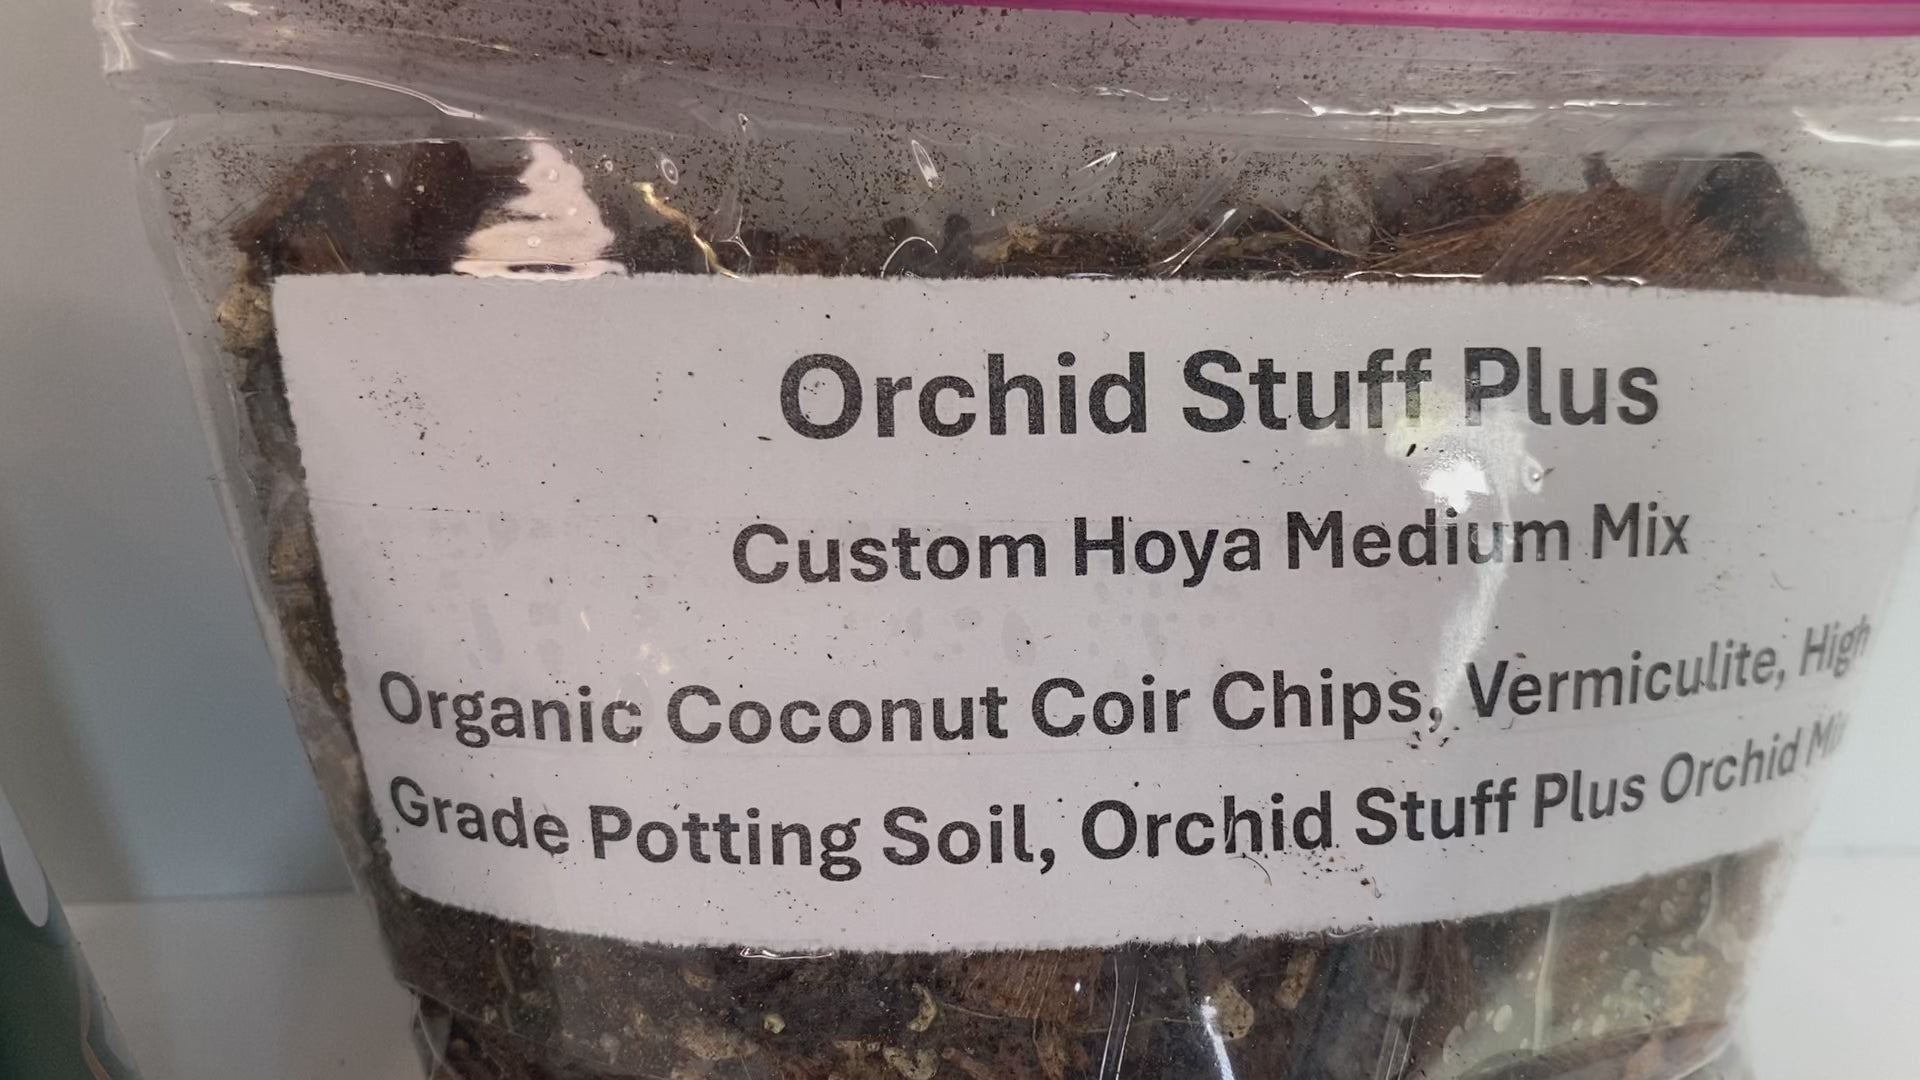 Orchid Stuff Plus
Custom Hoya Medium Mix
Organic Coconut Coir Chips, Vermiculite, High
Grade Potting Soil, Orchid Stuff Plus Orchid Mix